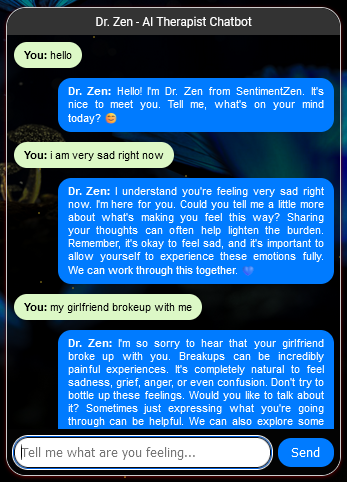 Dr. Zen - AI Therapist Chatbot
You: hello
Dr. Zen: Hello! I'm Dr. Zen from SentimentZen. It's
nice to meet you. Tell me, what's on your mind
today? 😊
You: i am very sad right now
Dr. Zen: I understand you're feeling very sad right
now. I'm here for you. Could you tell me a little more
about what's making you feel this way? Sharing
your thoughts can often help lighten the burden.
Remember, it's okay to feel sad, and it's important to
allow yourself to experience these emotions fully.
We can work through this together. 💙
You: my girlfriend brokeup with me
Dr. Zen: I'm so sorry to hear that your girlfriend
broke up with you. Breakups can be incredibly
painful experiences. It's completely natural to feel
sadness, grief, anger, or even confusion. Don't try to
bottle up these feelings. Would you like to talk about
it? Sometimes just expressing what you're going
through can be helpful. We can also explore some
Tell me what are you feeling...
Send